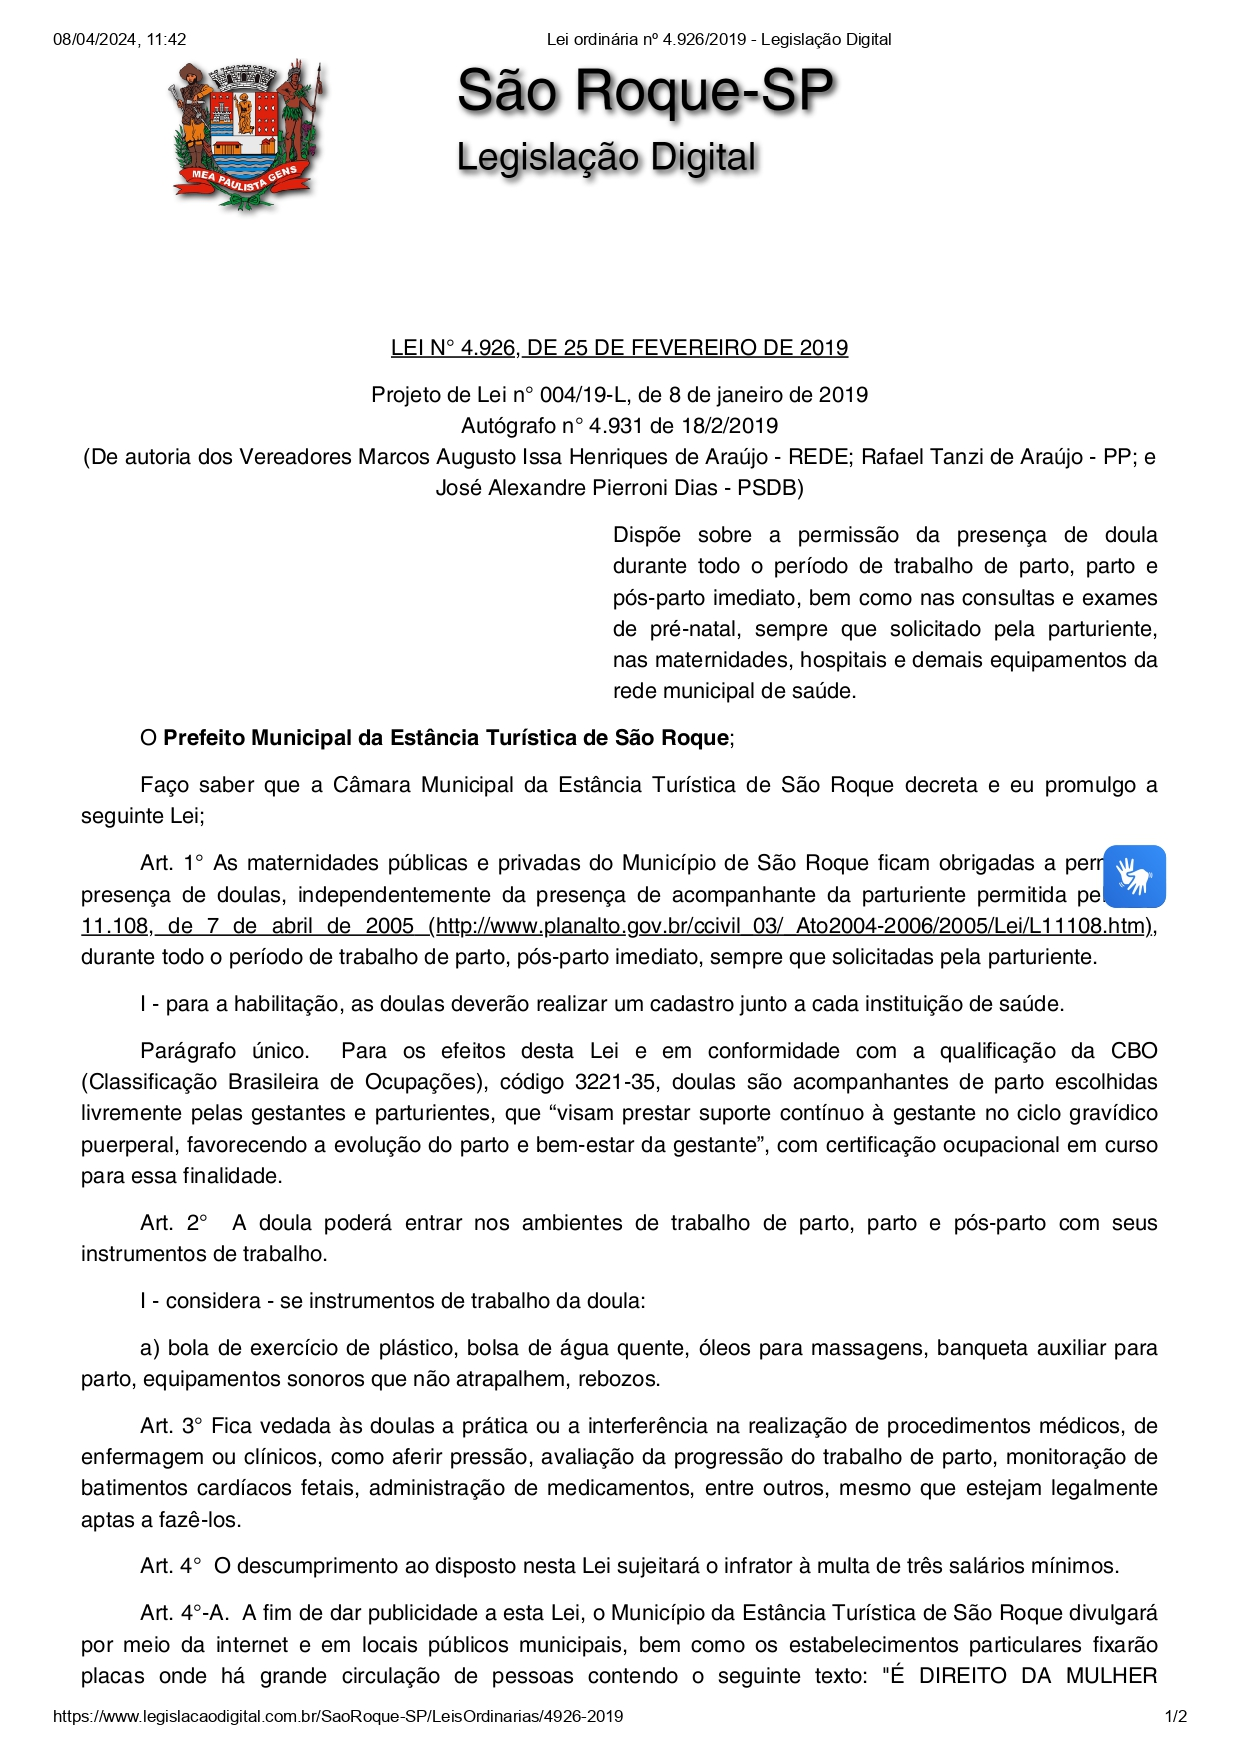 08/04/2024, 11:42
Lei ordinária nº 4.926/2019 - Legislação Digital
São Roque-SP
Legislação Digital
MEA PAULISTA GENS
LEI N° 4.926, DE 25 DE FEVEREIRO DE 2019
Projeto de Lei n° 004/19-L, de 8 de janeiro de 2019
Autógrafo n° 4.931 de 18/2/2019
(De autoria dos Vereadores Marcos Augusto Issa Henriques de Araújo - REDE; Rafael Tanzi de Araújo - PP; e
José Alexandre Pierroni Dias - PSDB)
Dispõe sobre a permissão da presença de doula
durante todo o período de trabalho de parto, parto e
pós-parto imediato, bem como nas consultas e exames
de pré-natal, sempre que solicitado pela parturiente,
nas maternidades, hospitais e demais equipamentos da
rede municipal de saúde.
O Prefeito Municipal da Estância Turística de São Roque;
Faço saber que a Câmara Municipal da Estância Turística de São Roque decreta e eu promulgo a
seguinte Lei;
Art. 1° As maternidades públicas e privadas do Município de São Roque ficam obrigadas a
presença de doulas, independentemente da presença de acompanhante da parturiente permitida
11.108, de 7 de abril de 2005 (http://www.planalto.gov.br/ccivil_03/_Ato2004-2006/2005/Lei/L11108.htm),
durante todo o período de trabalho de parto, pós-parto imediato, sempre que solicitadas pela parturiente.
I - para a habilitação, as doulas deverão realizar um cadastro junto a cada instituição de saúde.
Parágrafo único. Para os efeitos desta Lei e em conformidade com a qualificação da CBO
(Classificação Brasileira de Ocupações), código 3221-35, doulas são acompanhantes de parto escolhidas
livremente pelas gestantes e parturientes, que “visam prestar suporte contínuo à gestante no ciclo gravídico
puerperal, favorecendo a evolução do parto e bem-estar da gestante”, com certificação ocupacional em curso
para essa finalidade.
Art. 2° A doula poderá entrar nos ambientes de trabalho de parto, parto e pós-parto com seus
instrumentos de trabalho.
I - considera - se instrumentos de trabalho da doula:
a) bola de exercício de plástico, bolsa de água quente, óleos para massagens, banqueta auxiliar para
parto, equipamentos sonoros que não atrapalhem, rebozos.
Art. 3° Fica vedada às doulas a prática ou a interferência na realização de procedimentos médicos, de
enfermagem ou clínicos, como aferir pressão, avaliação da progressão do trabalho de parto, monitoração de
batimentos cardíacos fetais, administração de medicamentos, entre outros, mesmo que estejam legalmente
aptas a fazê-los.
Art. 4° O descumprimento ao disposto nesta Lei sujeitará o infrator à multa de três salários mínimos.
Art. 4°-A. A fim de dar publicidade a esta Lei, o Município da Estância Turística de São Roque divulgará
por meio da internet e em locais públicos municipais, bem como os estabelecimentos particulares fixarão
placas onde há grande circulação de pessoas contendo o seguinte texto: "É DIREITO DA MULHER
https://www.legislacaodigital.com.br/SaoRoque-SP/LeisOrdinarias/4926-2019
1/2